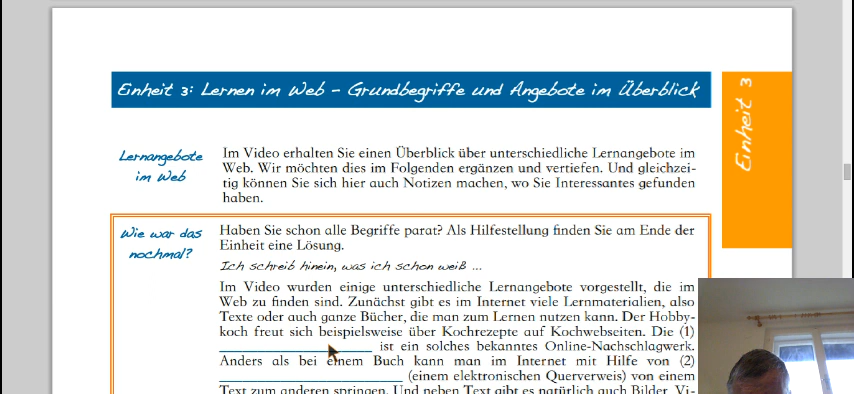 Einheit 3: Lernen im Web – Grundbegriffe und Angebote im Überblick
Einheit 3
Lernangebote
im Web
Im Video erhalten Sie einen Überblick über unterschiedliche Lernangebote im
Web. Wir möchten dies im Folgenden ergänzen und vertiefen. Und gleichzei-
tig können Sie sich hier auch Notizen machen, wo Sie Interessantes gefunden
haben.
Wie war das
nochmal?
Haben Sie schon alle Begriffe parat? Als Hilfestellung finden Sie am Ende der
Einheit eine Lösung.
Ich schreib hinein, was ich schon weiß ...
Im Video wurden einige unterschiedliche Lernangebote vorgestellt, die im
Web zu finden sind. Zunächst gibt es im Internet viele Lernmaterialien, also
Texte oder auch ganze Bücher, die man zum Lernen nutzen kann. Der Hobby-
koch freut sich beispielsweise über Kochrezepte auf Kochwebseiten. Die (1)
ist ein solches bekanntes Online-Nachschlagwerk.
Anders als bei einem Buch kann man im Internet mit Hilfe von (2)
(einem elektronischen Querverweis) von einem
Text zum anderen springen. Und neben Text gibt es natürlich auch Bilder, Vi-